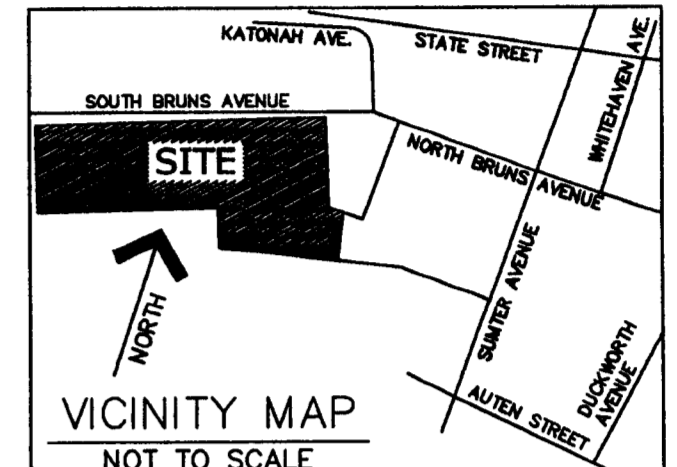 KATONAH AVE.
STATE STREET
WHITEHAVEN AVE.
SOUTH BRUNS AVENUE
SITE
NORTH BRUNS AVENUE
SUMTER AVENUE
NORTH
DUCKWORTH
AVENUE
AUTEN STREET
VICINITY MAP
NOT TO SCALE